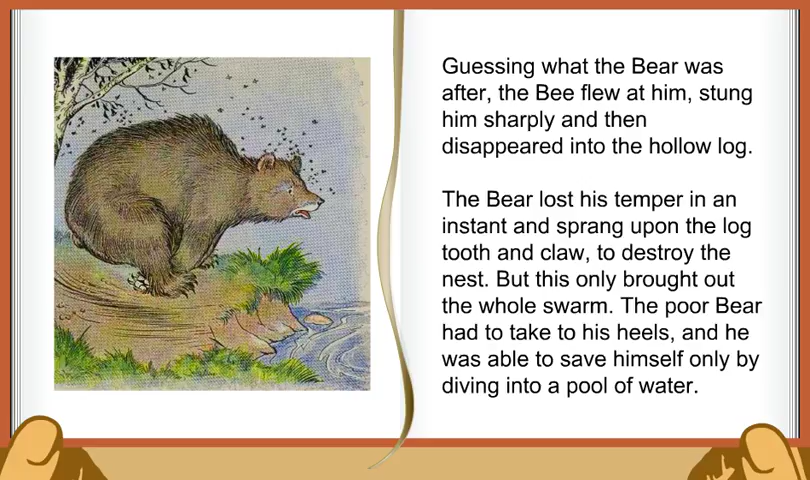 Guessing what the Bear was
after, the Bee flew at him, stung
him sharply and then
disappeared into the hollow log.
The Bear lost his temper in an
instant and sprang upon the log
tooth and claw, to destroy the
nest. But this only brought out
the whole swarm. The poor Bear
had to take to his heels, and he
was able to save himself only by
diving into a pool of water.